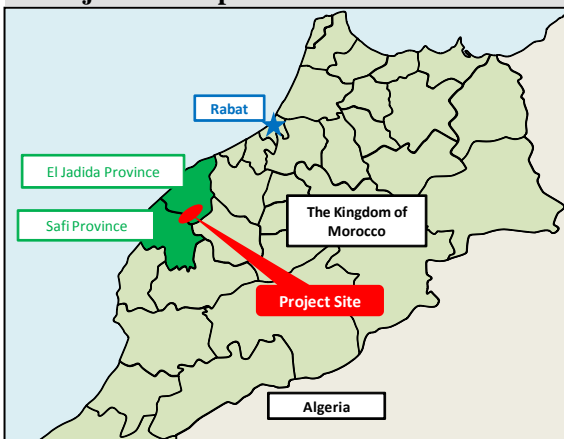 Rabat
El Jadida Province
Safi Province
The Kingdom of
Morocco
Project Site
Algeria